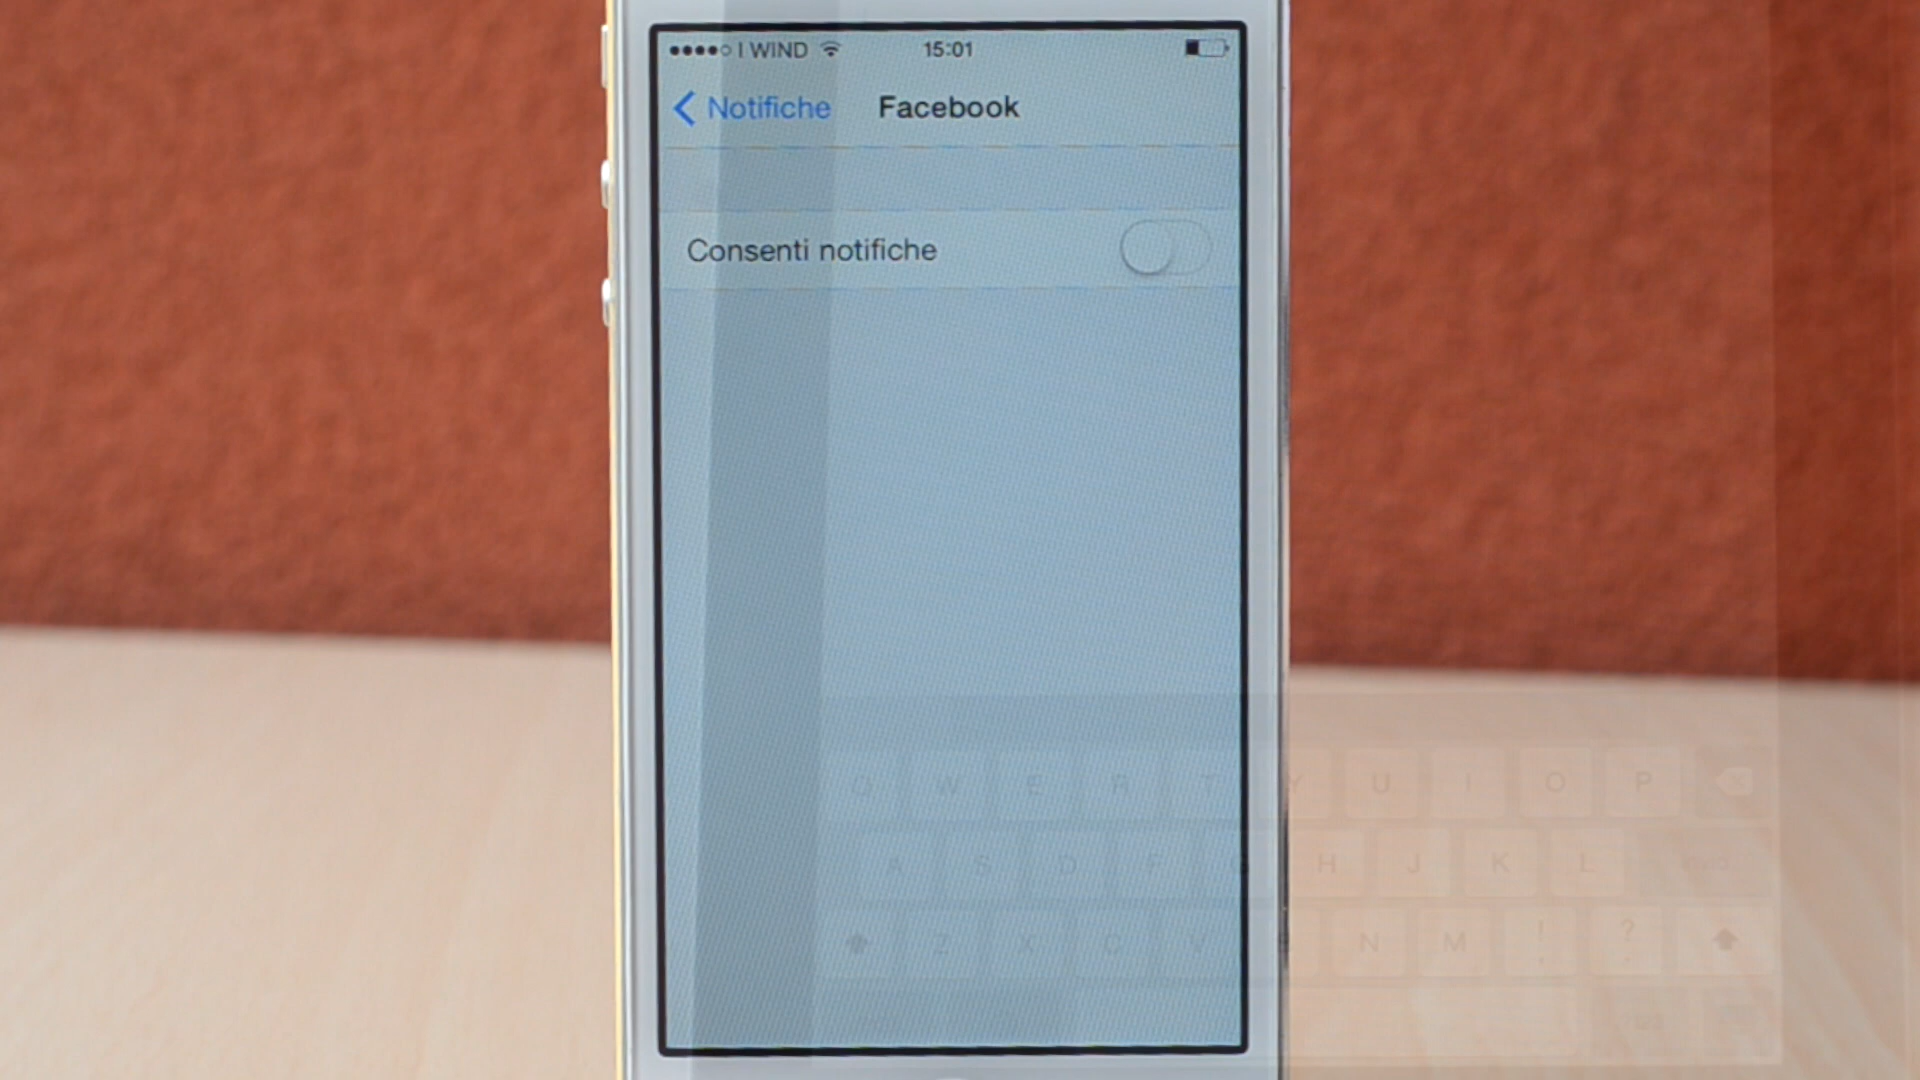 I WIND 15:01
Notifiche Facebook
Consenti notifiche
Q W E R T Y U I O P
A S D F G H J K L
Z X C V B N M ! ?